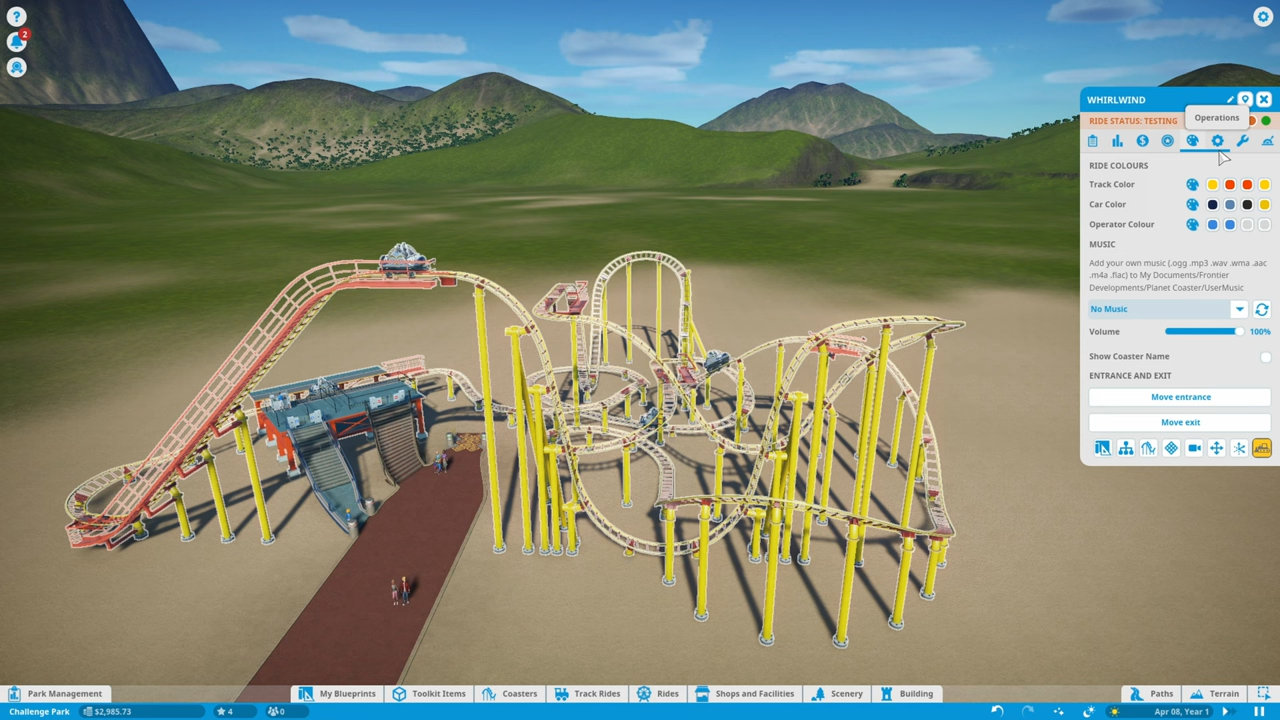 ?
2
WHIRLWIND
RIDE STATUS: TESTING
Operations
RIDE COLOURS
Track Color
Car Color
Operator Colour
MUSIC
Add your own music (.ogg .mp3 .wav .wma .aac
.m4a .flac) to My Documents/Frontier
Developments/Planet Coaster/UserMusic
No Music
Volume 100%
Show Coaster Name
ENTRANCE AND EXIT
Move entrance
Move exit
Park Management
My Blueprints
Toolkit Items
Coasters
Track Rides
Rides
Shops and Facilities
Scenery
Building
Paths
Terrain
Challenge Park
$2,985.73
4
0
Apr 08, Year 1